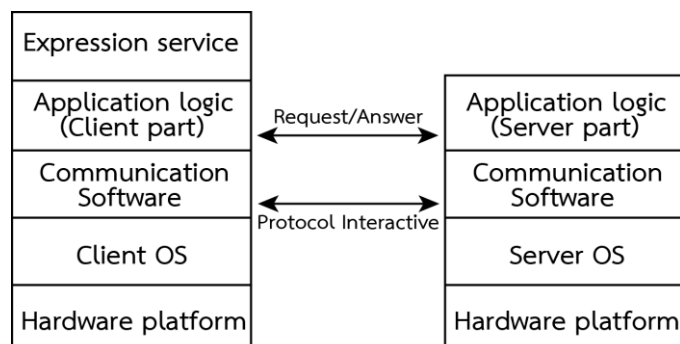 Expression service
Application logic
(Client part)
Communication
Software
Client OS
Hardware platform
Request/Answer
Protocol Interactive
Application logic
(Server part)
Communication
Software
Server OS
Hardware platform